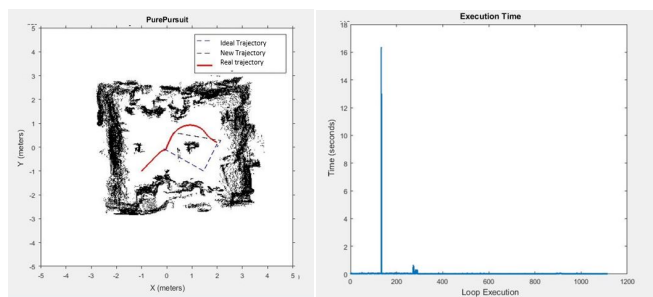 PurePursuit
Ideal Trajectory
New Trajectory
Real trajectory
Y (meters)
5
4
3
2
1
0
-1
-2
-3
-4
-5
-5 -4 -3 -2 -1 0 1 2 3 4 5
X (meters)
Execution Time
Time (seconds)
18
16
14
12
10
8
6
4
2
0
0 200 400 600 800 1000 1200
Loop Execution